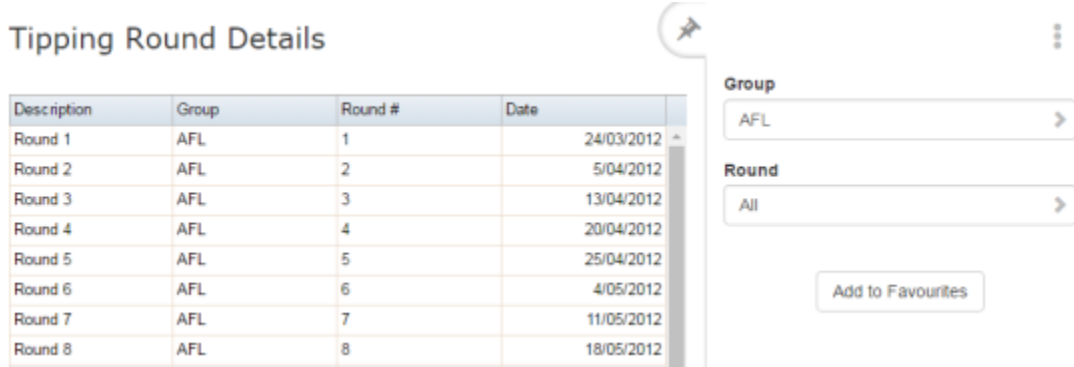 Tipping Round Details
Description Group Round # Date
Round 1 AFL 1 24/03/2012
Round 2 AFL 2 5/04/2012
Round 3 AFL 3 13/04/2012
Round 4 AFL 4 20/04/2012
Round 5 AFL 5 25/04/2012
Round 6 AFL 6 4/05/2012
Round 7 AFL 7 11/05/2012
Round 8 AFL 8 18/05/2012
Group
AFL
Round
All
Add to Favourites